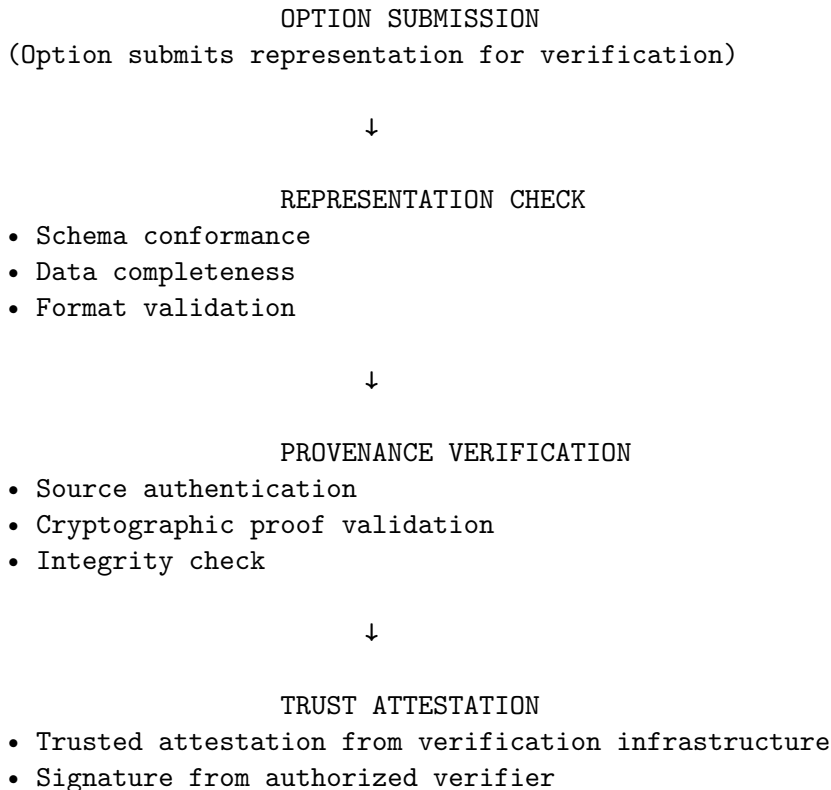 OPTION SUBMISSION
(Option submits representation for verification)
↓
REPRESENTATION CHECK
• Schema conformance
• Data completeness
• Format validation
↓
PROVENANCE VERIFICATION
• Source authentication
• Cryptographic proof validation
• Integrity check
↓
TRUST ATTESTATION
• Trusted attestation from verification infrastructure
• Signature from authorized verifier